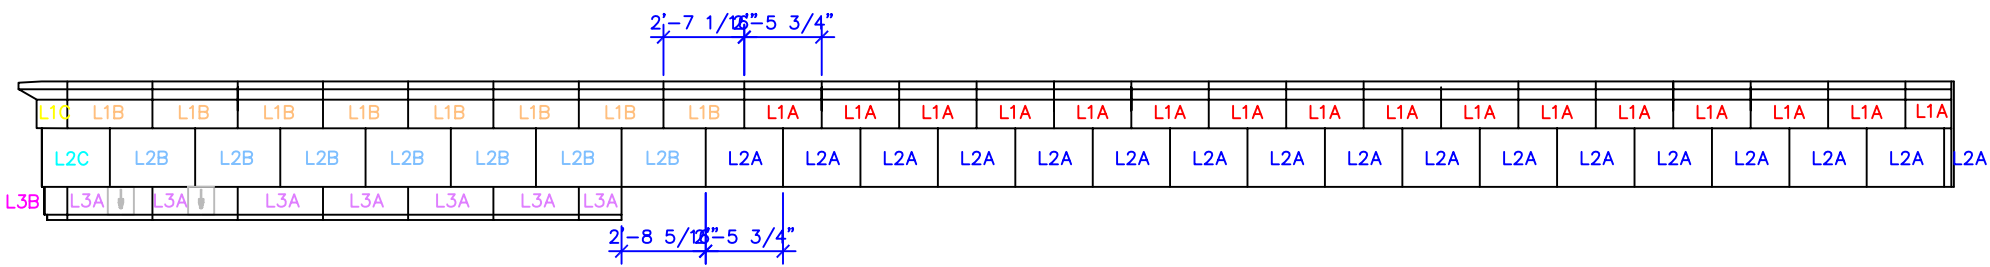 2'-7 1/16" 2'-5 3/4"
L1C L1B L1B L1B L1B L1B L1B L1B L1B L1A L1A L1A L1A L1A L1A L1A L1A L1A L1A L1A L1A L1A L1A L1A L1A
L2C L2B L2B L2B L2B L2B L2B L2B L2A L2A L2A L2A L2A L2A L2A L2A L2A L2A L2A L2A L2A L2A L2A L2A L2A
L3B L3A L3A L3A L3A L3A L3A L3A
2'-8 5/16" 2'-5 3/4"